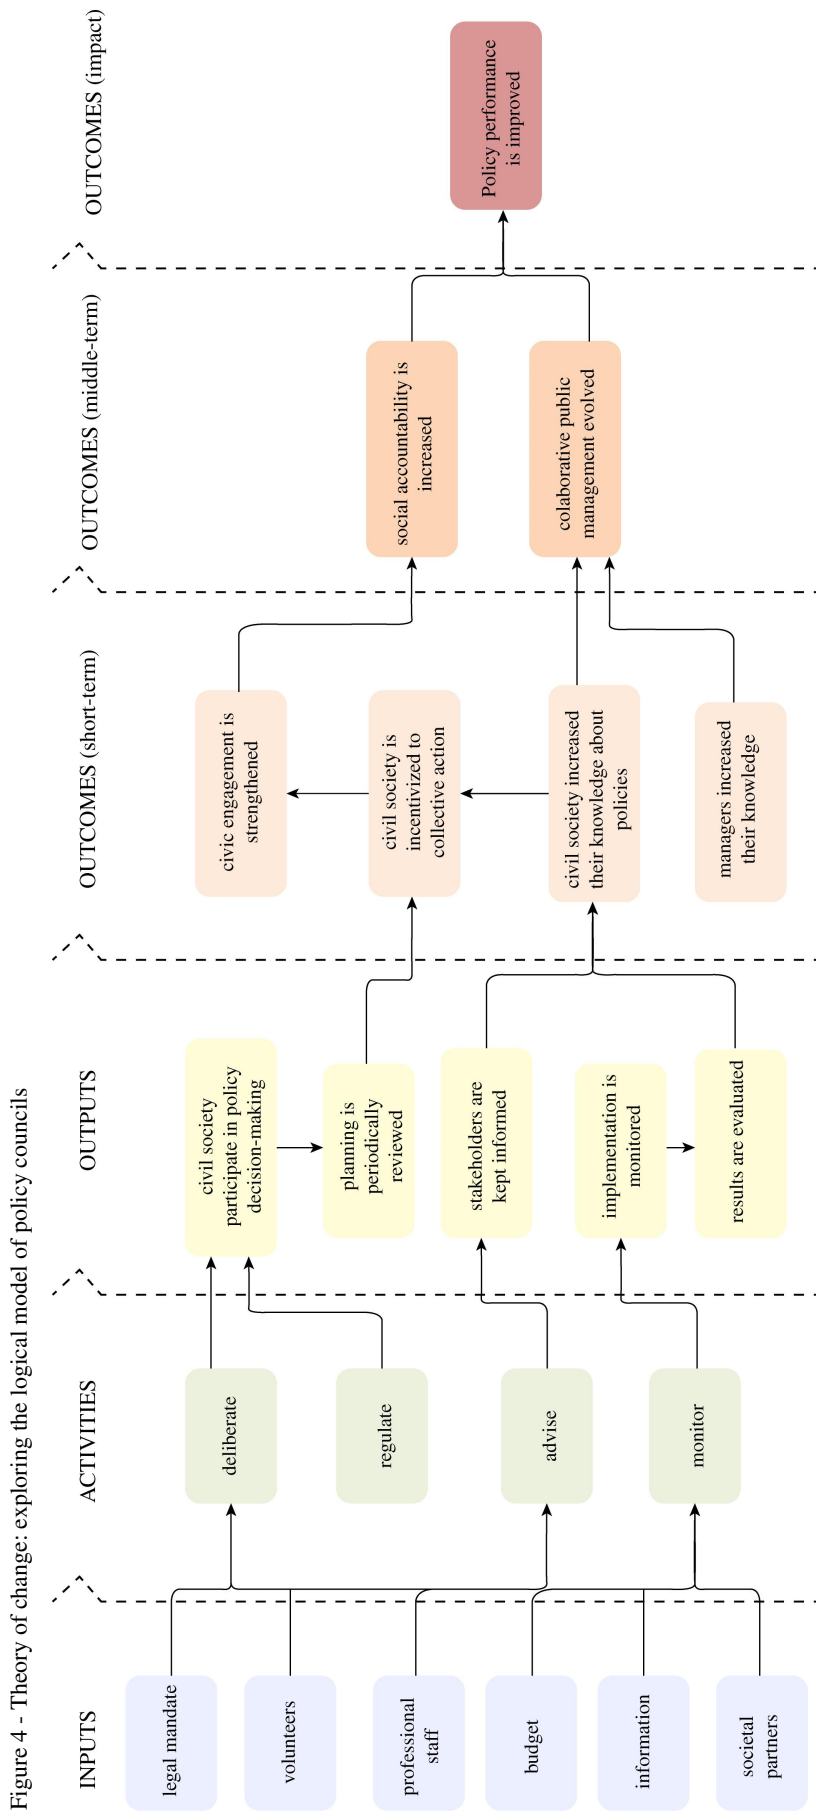 Figure 4 - Theory of change: exploring the logical model of policy councils
INPUTS
legal mandate
volunteers
professional
staff
budget
information
societal
partners
ACTIVITIES
deliberate
regulate
advise
monitor
OUTPUTS
civil society
participate in policy
decision-making
planning is
periodically
reviewed
stakeholders are
kept informed
implementation is
monitored
results are evaluated
OUTCOMES (short-term)
civic engagement is
strengthened
civil society is
incentivized to
collective action
civil society increased
their knowledge about
policies
managers increased
their knowledge
OUTCOMES (middle-term)
social accountability is
increased
colaborative public
management evolved
OUTCOMES (impact)
Policy performance
is improved